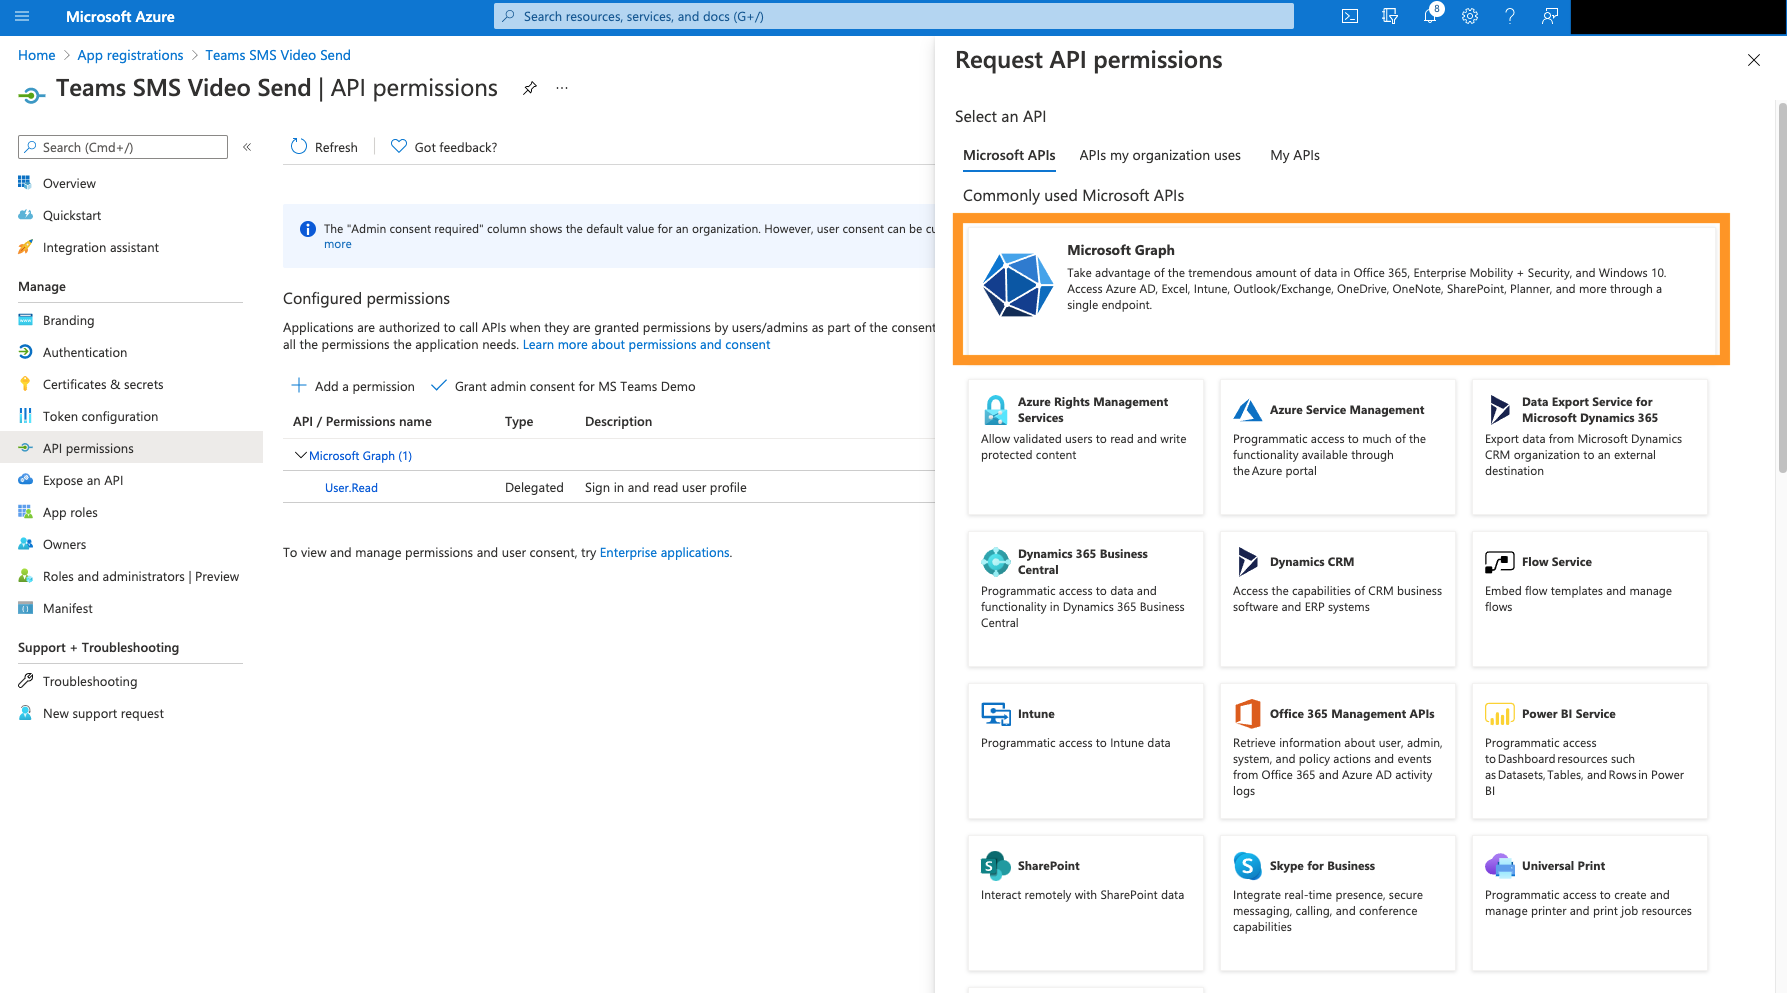 Microsoft Azure
Search resources, services, and docs (G+/)
8
Home > App registrations > Teams SMS Video Send
Teams SMS Video Send | API permissions
Search (Cmd+/)
Overview
Quickstart
Integration assistant
Manage
Branding
Authentication
Certificates & secrets
Token configuration
API permissions
Expose an API
App roles
Owners
Roles and administrators | Preview
Manifest
Support + Troubleshooting
Troubleshooting
New support request
Refresh
Got feedback?
The "Admin consent required" column shows the default value for an organization. However, user consent can be cu
more
Configured permissions
Applications are authorized to call APIs when they are granted permissions by users/admins as part of the consent
all the permissions the application needs. Learn more about permissions and consent
Add a permission
Grant admin consent for MS Teams Demo
API / Permissions name Type Description
Microsoft Graph (1)
User.Read Delegated Sign in and read user profile
To view and manage permissions and user consent, try Enterprise applications.
Request API permissions
Select an API
Microsoft APIs APIs my organization uses My APIs
Commonly used Microsoft APIs
Microsoft Graph
Take advantage of the tremendous amount of data in Office 365, Enterprise Mobility + Security, and Windows 10.
Access Azure AD, Excel, Intune, Outlook/Exchange, OneDrive, OneNote, SharePoint, Planner, and more through a
single endpoint.
Azure Rights Management
Services
Allow validated users to read and write
protected content
Azure Service Management
Programmatic access to much of the
functionality available through
the Azure portal
Data Export Service for
Microsoft Dynamics 365
Export data from Microsoft Dynamics
CRM organization to an external
destination
Dynamics 365 Business
Central
Programmatic access to data and
functionality in Dynamics 365 Business
Central
Dynamics CRM
Access the capabilities of CRM business
software and ERP systems
Flow Service
Embed flow templates and manage
flows
Intune
Programmatic access to Intune data
Office 365 Management APIs
Retrieve information about user, admin,
system, and policy actions and events
from Office 365 and Azure AD activity
logs
Power BI Service
Programmatic access
to Dashboard resources such
as Datasets, Tables, and Rows in Power
BI
SharePoint
Interact remotely with SharePoint data
Skype for Business
Integrate real-time presence, secure
messaging, calling, and conference
capabilities
Universal Print
Programmatic access to create and
manage printer and print job resources